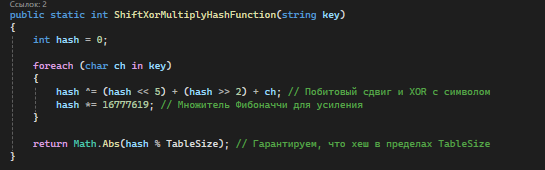 Ссылок: 2
public static int ShiftXorMultiplyHashFunction(string key)
{
int hash = 0;
foreach (char ch in key)
{
hash ^= (hash << 5) + (hash >> 2) + ch; // Побитовый сдвиг и XOR с символом
hash *= 16777619; // Множитель Фибоначчи для усиления
}
return Math.Abs(hash % TableSize); // Гарантируем, что хеш в пределах TableSize
}